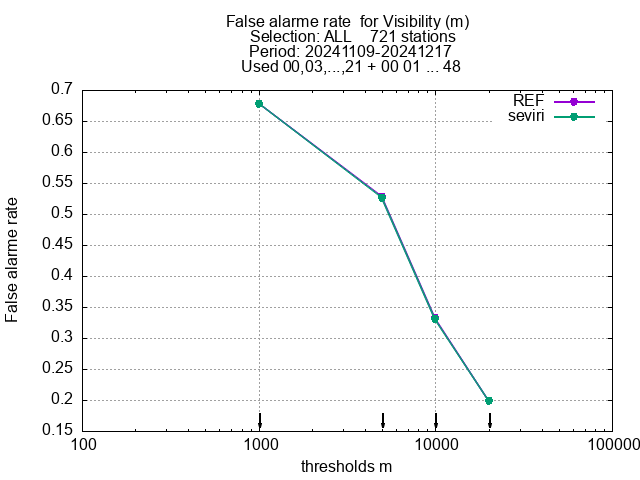 False alarme rate  for Visibility (m)
Selection: ALL    721 stations
Period: 20241109-20241217
Used 00,03,...,21 + 00 01 ... 48
REF
seviri
0.7
0.65
0.6
0.55
0.5
0.45
0.4
0.35
0.3
0.25
0.2
0.15
False alarme rate
100
1000
10000
100000
thresholds m